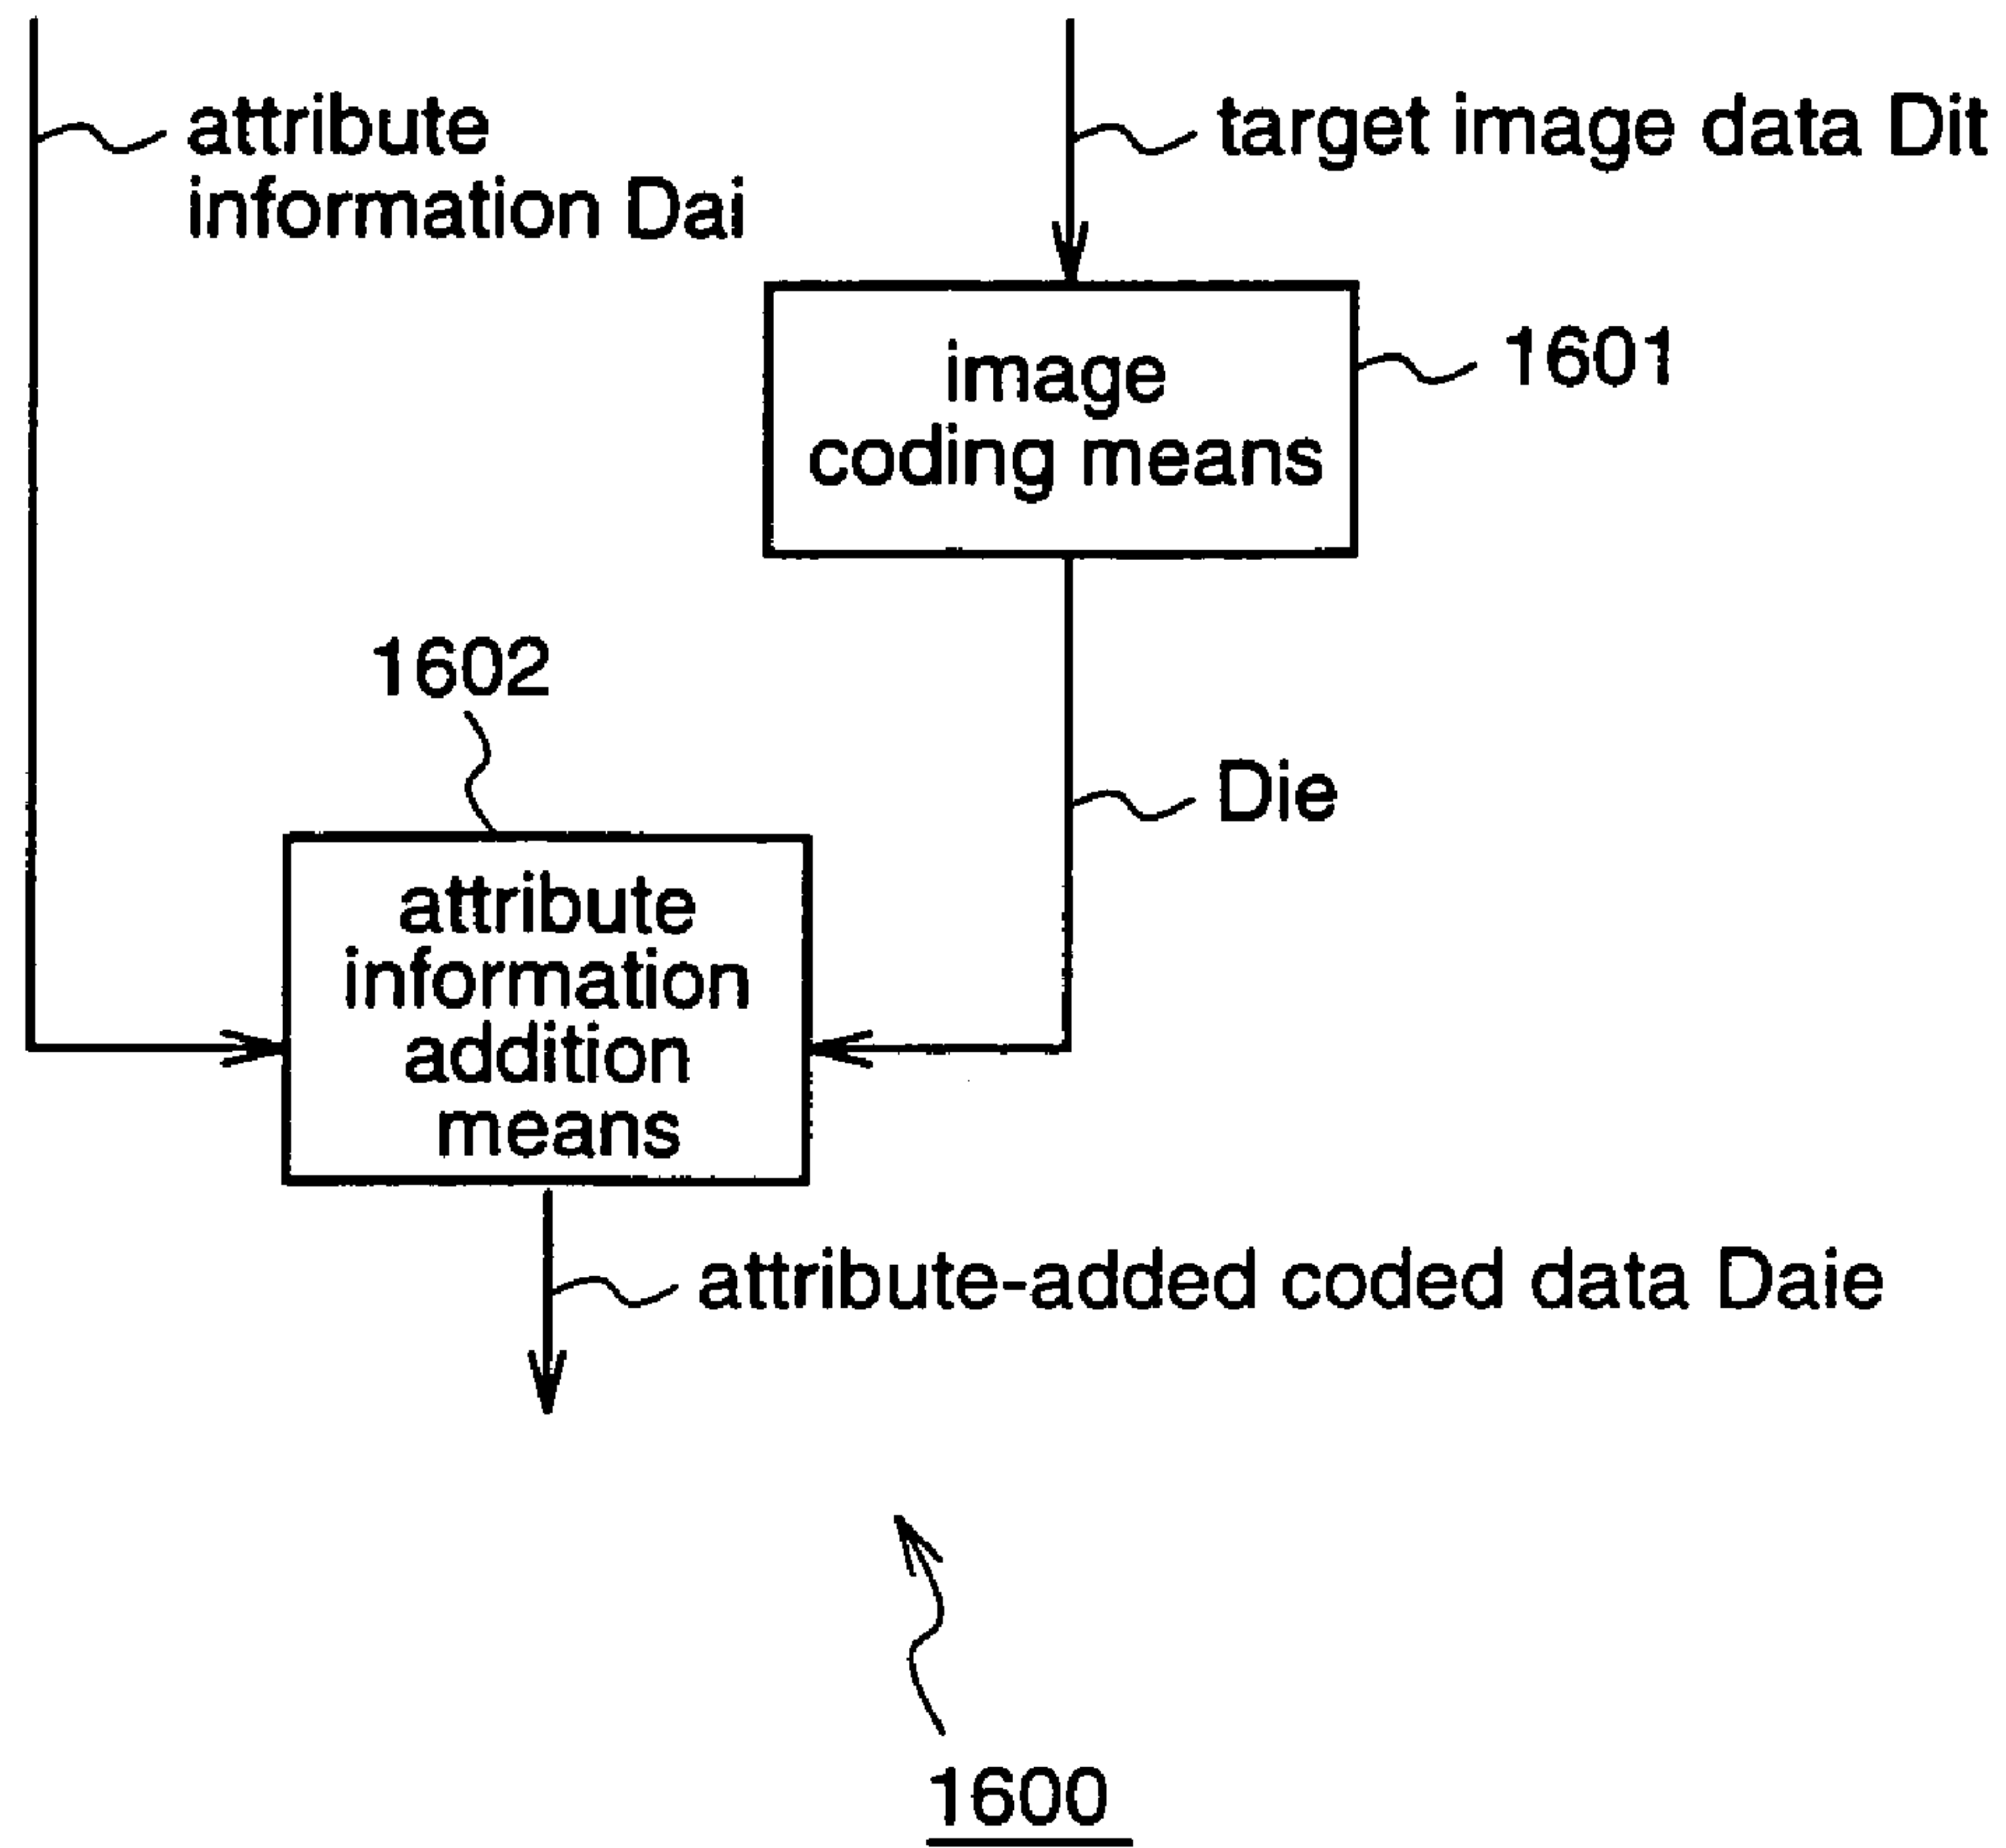 attribute
information Dai
target image data Dit
image
coding means
1601
1602
Die
attribute
information
addition
means
attribute-added coded data Daie
1600